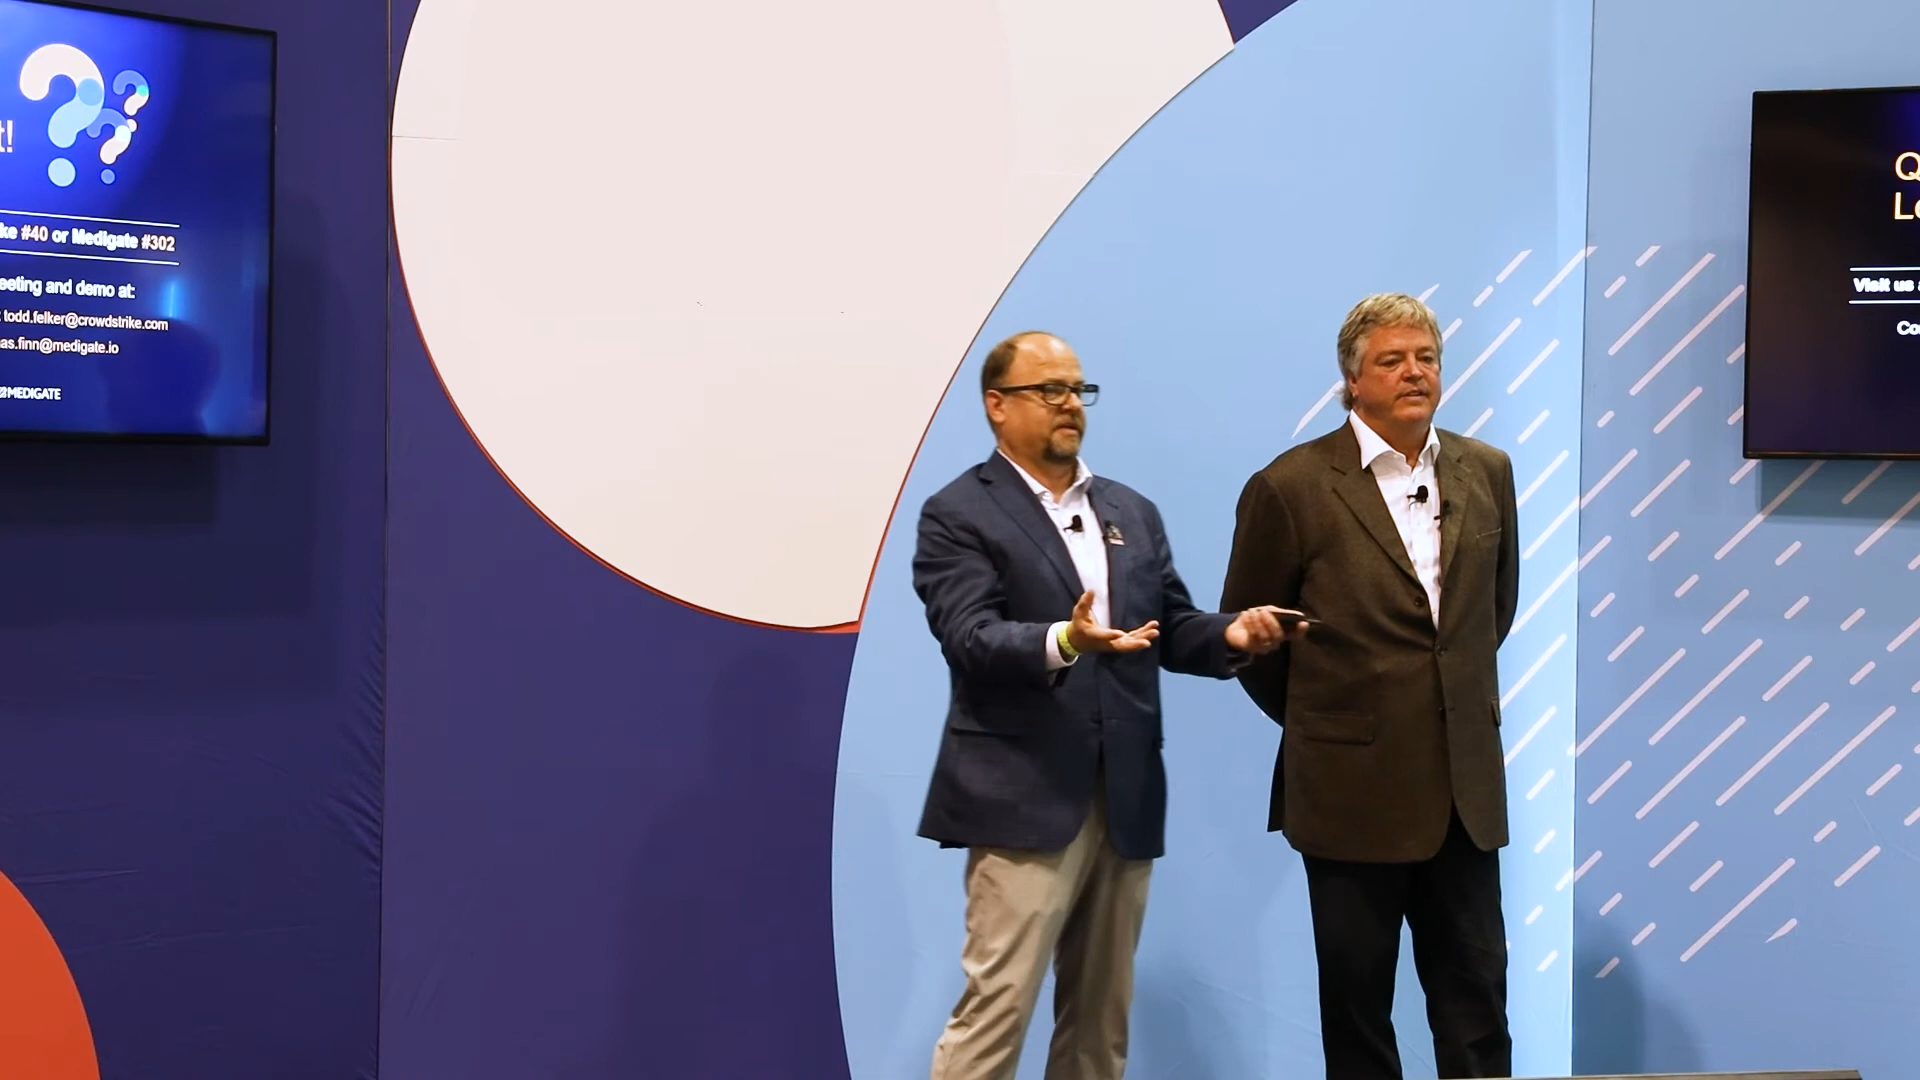 t!
ke #40 or Medigate #302
eeting and demo at:
: todd.felker@crowdstrike.com
as.finn@medigate.io
MEDIGATE
Q
Le
Visit us a
Co